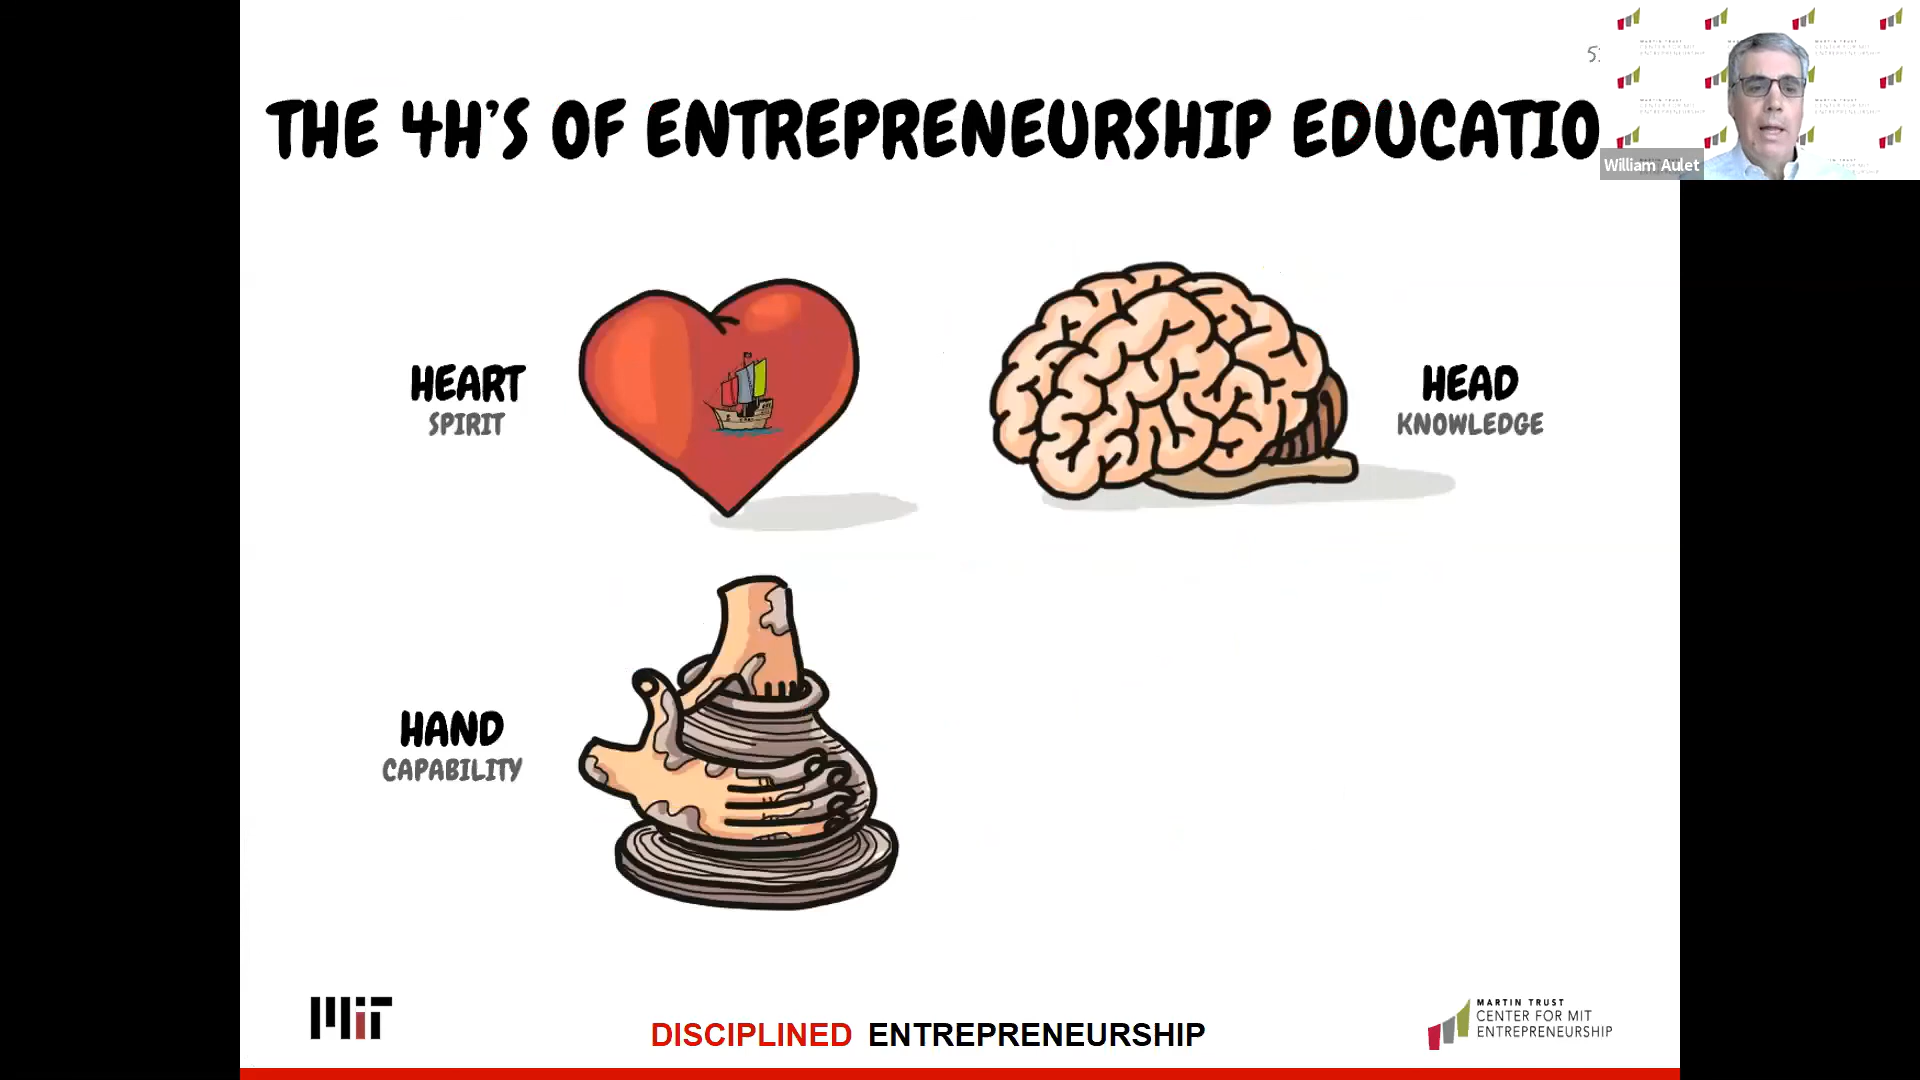 THE 4H'S OF ENTREPRENEURSHIP EDUCATIO
William Aulet
HEART
SPIRIT
HEAD
KNOWLEDGE
HAND
CAPABILITY
MIT
DISCIPLINED ENTREPRENEURSHIP
MARTIN TRUST
CENTER FOR MIT
ENTREPRENEURSHIP